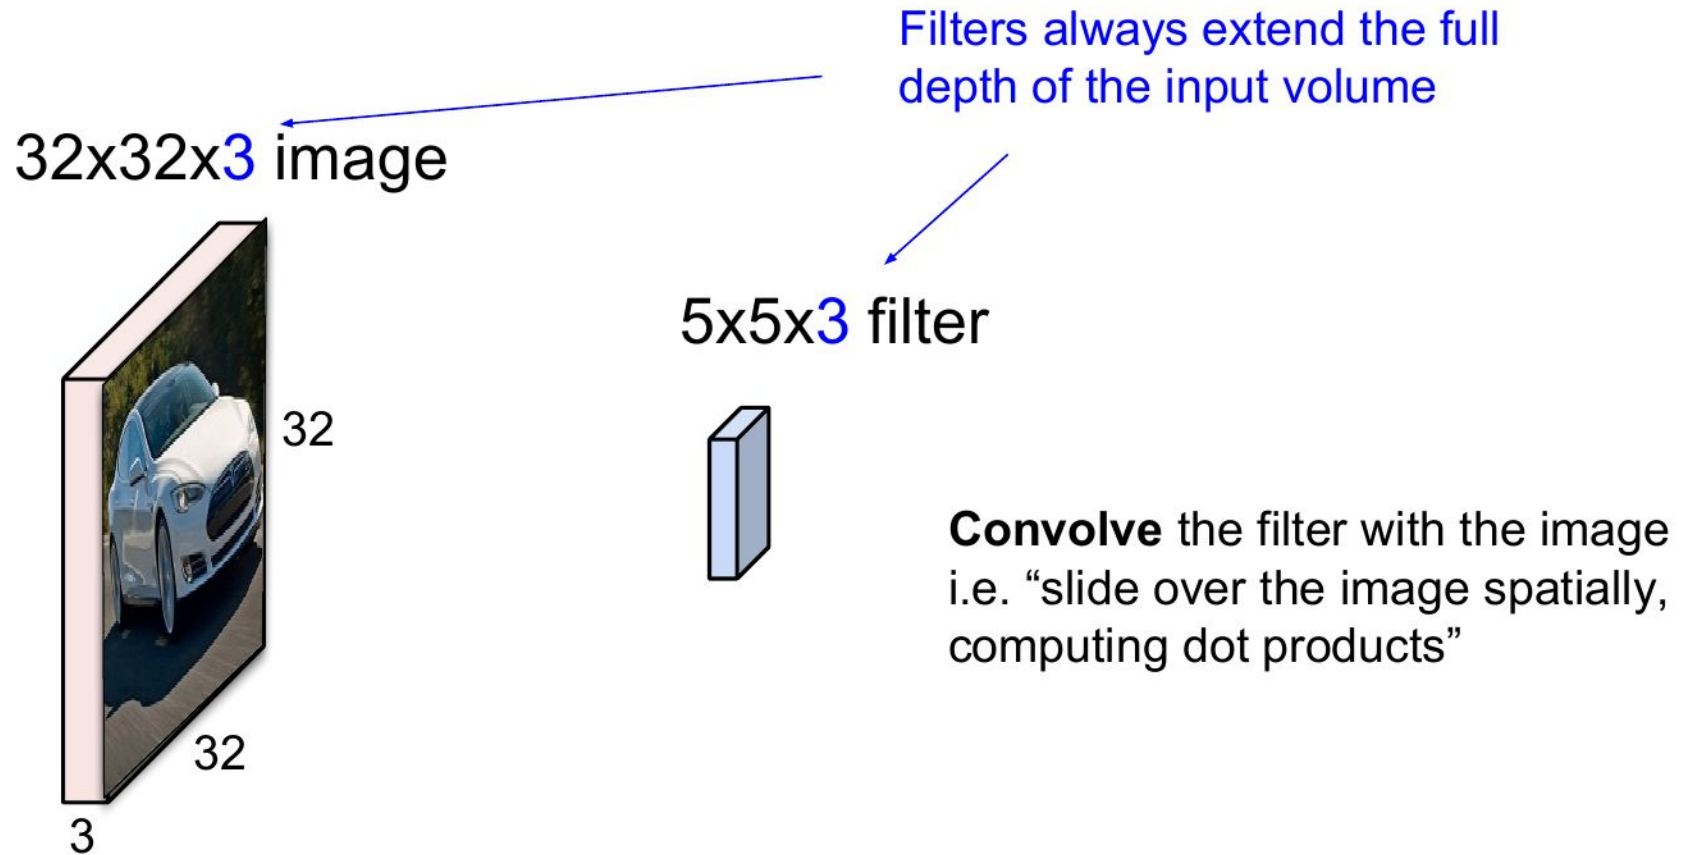 Filters always extend the full
depth of the input volume
32x32x3 image
5x5x3 filter
32
Convolve the filter with the image
i.e. “slide over the image spatially,
computing dot products”
32
3